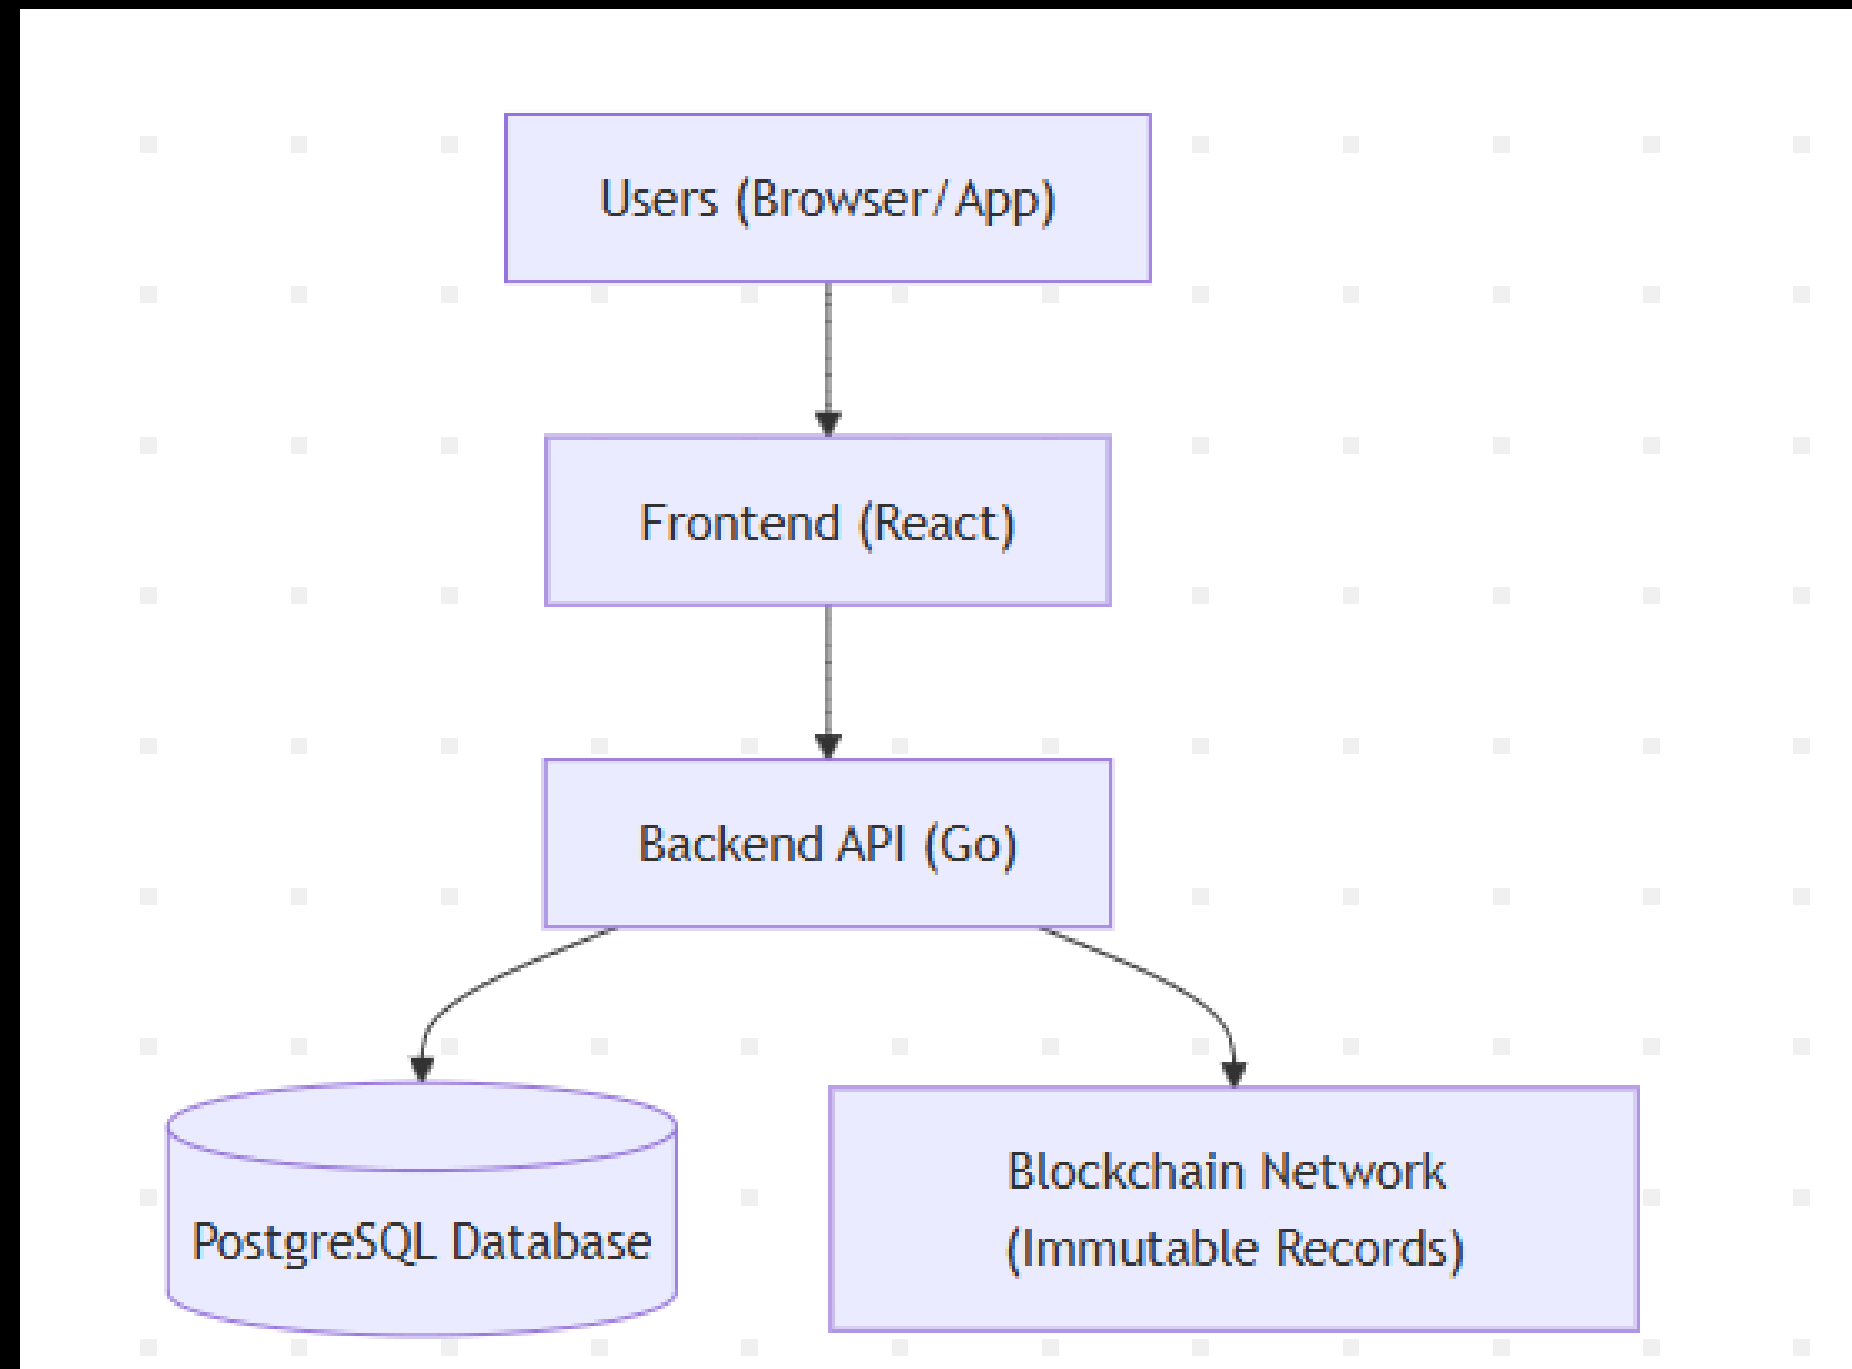 Users (Browser/App)
Frontend (React)
Backend API (Go)
PostgreSQL Database
Blockchain Network
(Immutable Records)